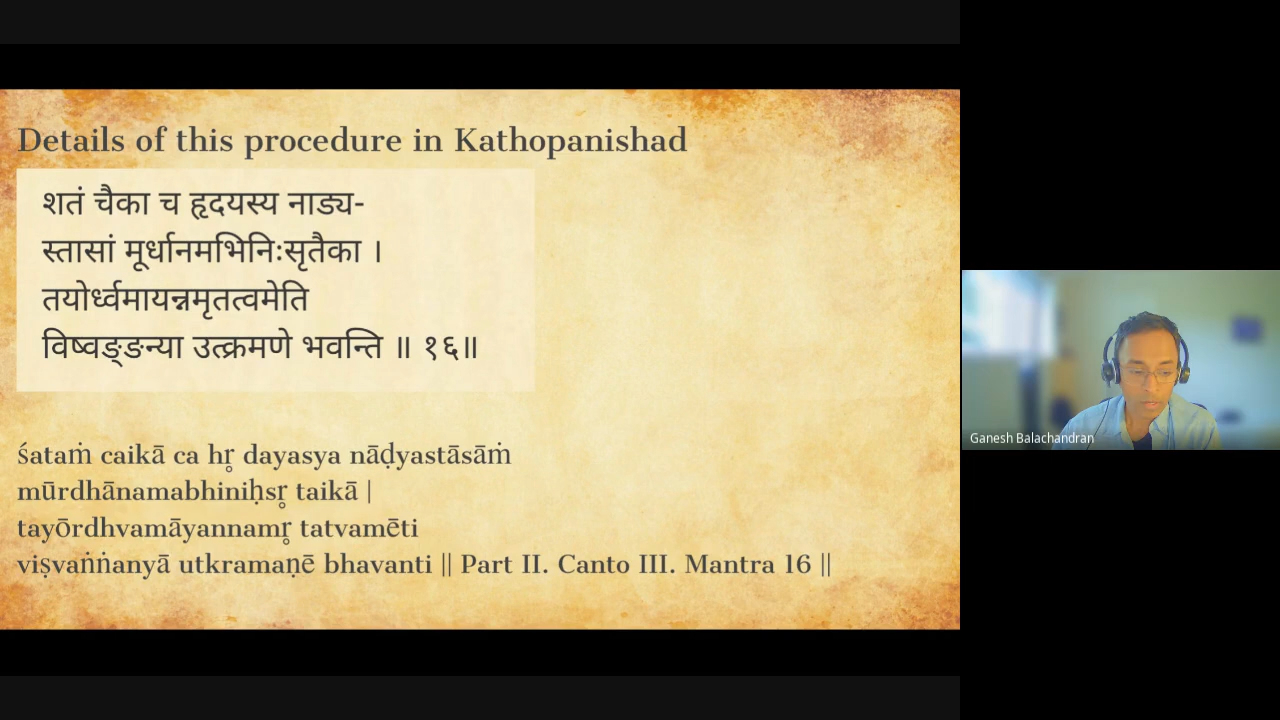 Details of this procedure in Kathopanishad
शतं चैका च हृदयस्य नाड्य-
स्तासां मूर्धानमभिनिःसृतैका ।
तयोर्ध्वमायन्नमृतत्वमेति
विष्वङ्ङन्या उत्क्रमणे भवन्ति ॥ १६॥
śataṁ caikā ca hr̥ dayasya nāḍyastāsāṁ
mūrdhānamabhiniḥsr̥ taikā |
tayōrdhvamāyannamr̥ tatvamēti
viṣvaṅṅanyā utkramaṇē bhavanti || Part II. Canto III. Mantra 16 ||
Ganesh Balachandran